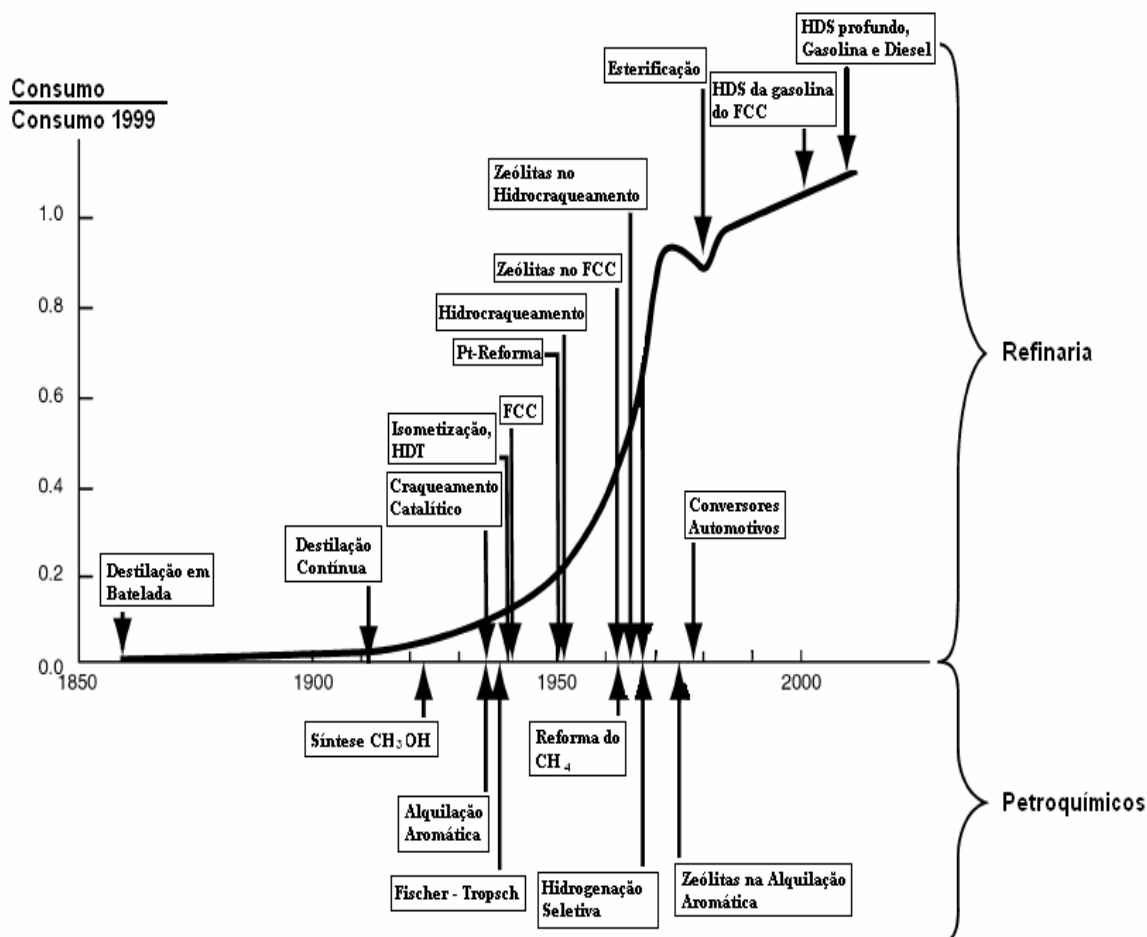 HDS profundo,
Gasolina e Diesel
Esterificação
HDS da gasolina
do FCC
Consumo
Consumo 1999
Zeólitas no
Hidrocraqueamento
1.0
Zeólitas no FCC
0.8
Hidrocraqueamento
Pt-Reforma
Refinaria
0.6
FCC
Isometização,
HDT
0.4
Craqueamento
Catalítico
Conversores
Automotivos
Destilação
Contínua
0.2
Destilação em
Batelada
0.0
1850
1900
1950
2000
Síntese CH₃OH
Reforma do
CH₄
Petroquímicos
Alquilação
Aromática
Fischer - Tropsch
Hidrogenação
Seletiva
Zeólitas na Alquilação
Aromática